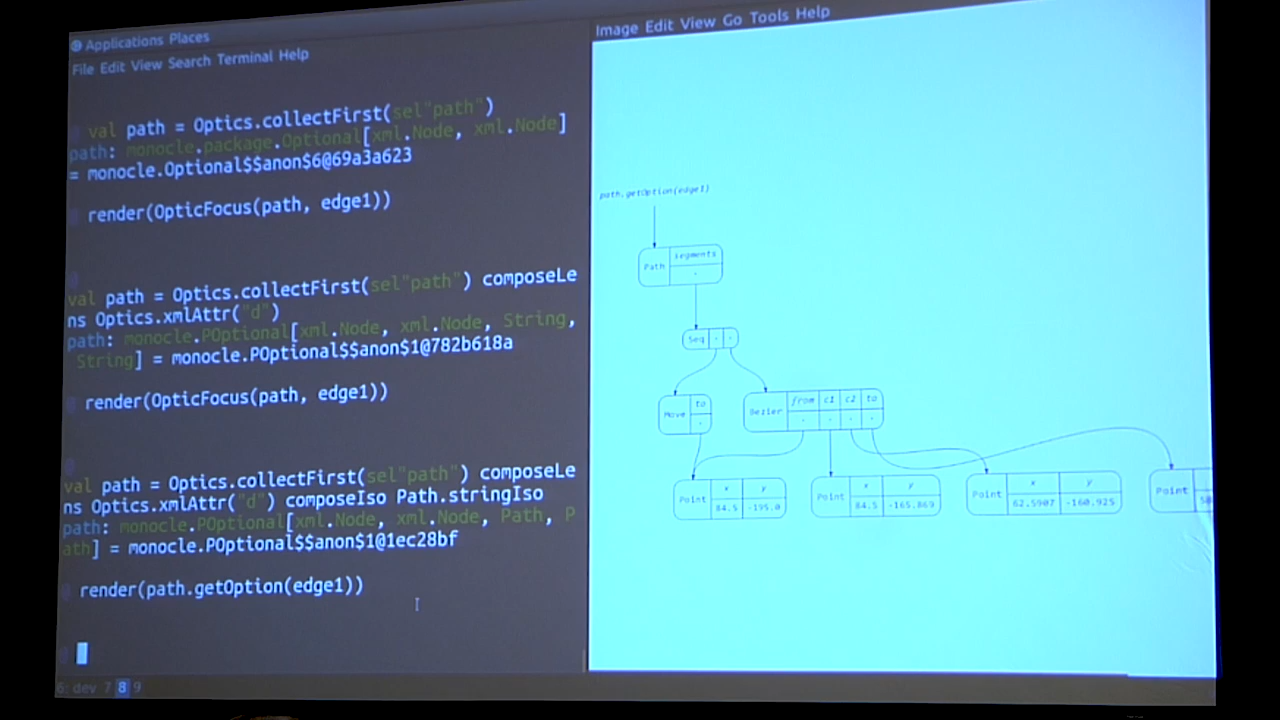 Applications Places
File Edit View Search Terminal Help
@ val path = Optics.collectFirst(sel"path")
path: monocle.package.Optional[xml.Node, xml.Node]
= monocle.Optional$$anon$6@69a3a623
@ render(OpticFocus(path, edge1))
@
val path = Optics.collectFirst(sel"path") composeLe
ns Optics.xmlAttr("d")
path: monocle.POptional[xml.Node, xml.Node, String,
String] = monocle.POptional$$anon$1@782b618a
@ render(OpticFocus(path, edge1))
@
val path = Optics.collectFirst(sel"path") composeLe
ns Optics.xmlAttr("d") composeIso Path.stringIso
path: monocle.POptional[xml.Node, xml.Node, Path, P
ath] = monocle.POptional$$anon$1@1ec28bf
@ render(path.getOption(edge1))
@
6: dev 7 8 9
Image Edit View Go Tools Help
path.getOption(edge1)
Path segments
Seq
Move to
Bezier from c1 c2 to
Point x y
84.5 -195.0
Point x y
84.5 -165.869
Point x y
62.5907 -160.925
Point